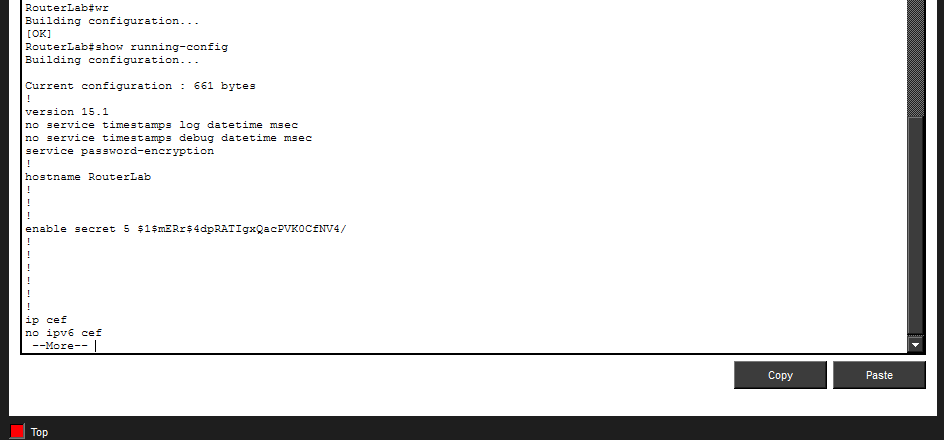 RouterLab#wr
Building configuration...
[OK]
RouterLab#show running-config
Building configuration...
Current configuration : 661 bytes
!
version 15.1
no service timestamps log datetime msec
no service timestamps debug datetime msec
service password-encryption
!
hostname RouterLab
!
!
!
enable secret 5 $1$mERr$4dpRATIgxQacPVK0CfNV4/
!
!
!
!
!
!
ip cef
no ipv6 cef
--More--
Copy Paste
Top